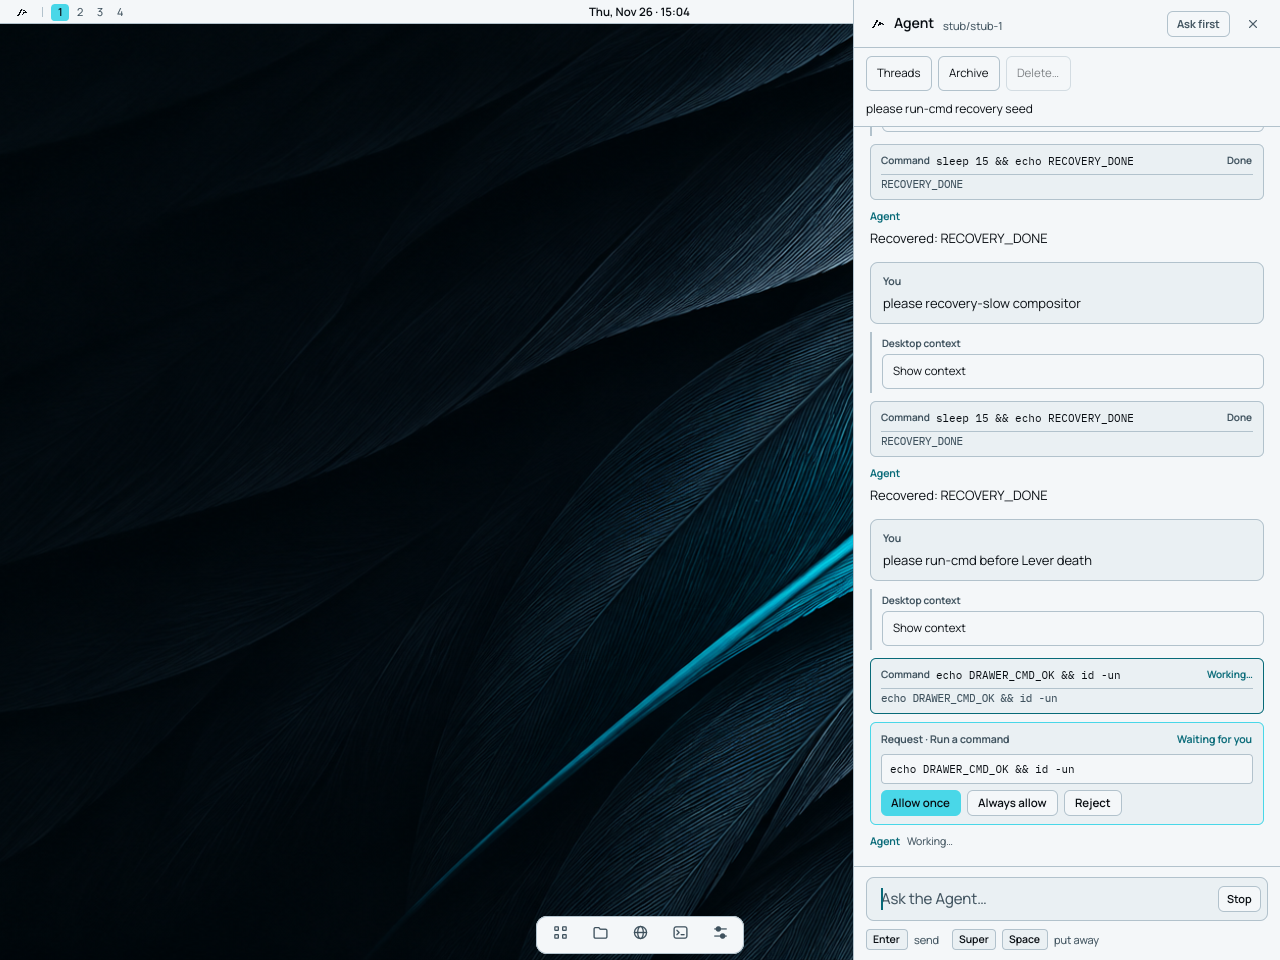 1 2 3 4
Thu, Nov 26 · 15:04
Agent stub/stub-1
Ask first
Threads Archive Delete…
please run-cmd recovery seed
Command sleep 15 && echo RECOVERY_DONE Done
RECOVERY_DONE
Agent
Recovered: RECOVERY_DONE
You
please recovery-slow compositor
Desktop context
Show context
Command sleep 15 && echo RECOVERY_DONE Done
RECOVERY_DONE
Agent
Recovered: RECOVERY_DONE
You
please run-cmd before Lever death
Desktop context
Show context
Command echo DRAWER_CMD_OK && id -un Working…
echo DRAWER_CMD_OK && id -un
Request · Run a command Waiting for you
echo DRAWER_CMD_OK && id -un
Allow once Always allow Reject
Agent Working…
Ask the Agent… Stop
Enter send Super Space put away